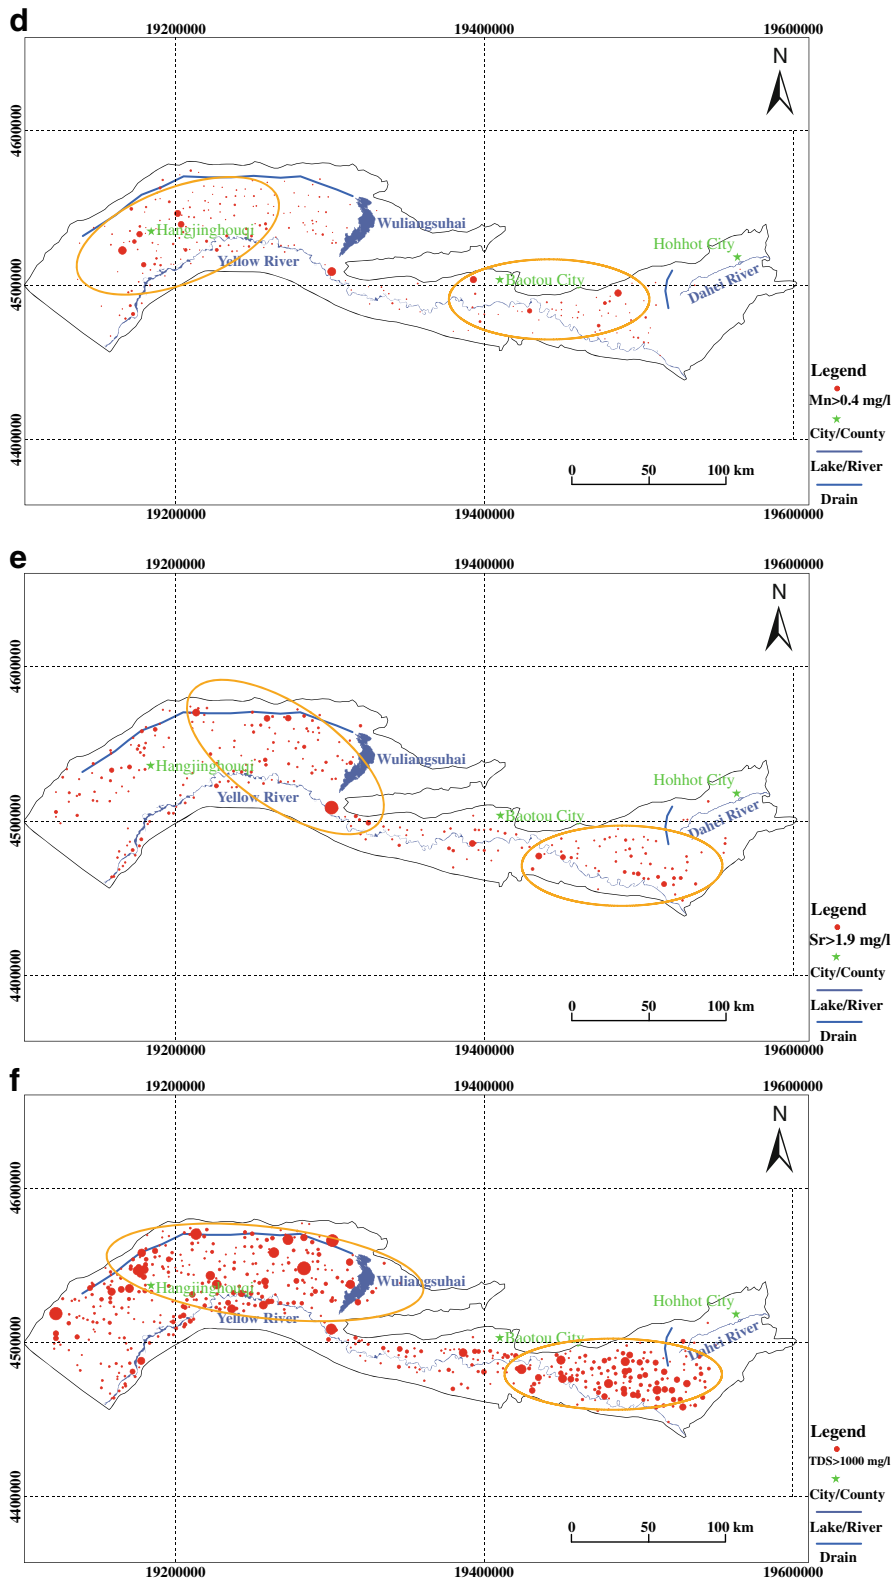 d
19200000 19400000 19600000
N
4600000
Hangjinghouqi
Wuliangsuhai
Hohhot City
Yellow River
Baotou City
Dahei River
4500000
Legend
Mn>0.4 mg/l
City/County
4400000
Lake/River
0 50 100 km
Drain
19200000 19400000 19600000
e
19200000 19400000 19600000
N
4600000
Hangjinghouqi
Wuliangsuhai
Hohhot City
Yellow River
Baotou City
Dahei River
4500000
Legend
Sr>1.9 mg/l
City/County
4400000
Lake/River
0 50 100 km
Drain
19200000 19400000 19600000
f
19200000 19400000 19600000
N
4600000
Hangjinghouqi
Wuliangsuhai
Hohhot City
Yellow River
Baotou City
Dahei River
4500000
Legend
TDS>1000 mg/l
City/County
4400000
Lake/River
0 50 100 km
Drain
19200000 19400000 19600000